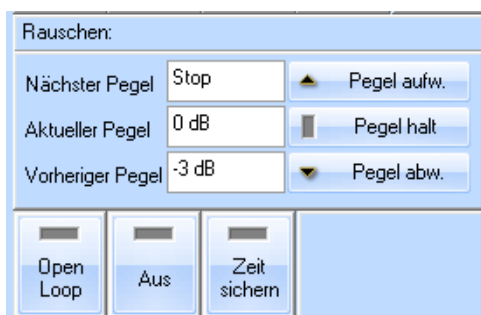 Rauschen:
Nächster Pegel Stop Pegel aufw.
Aktueller Pegel 0 dB Pegel halt
Vorheriger Pegel -3 dB Pegel abw.
Open Loop
Aus
Zeit sichern